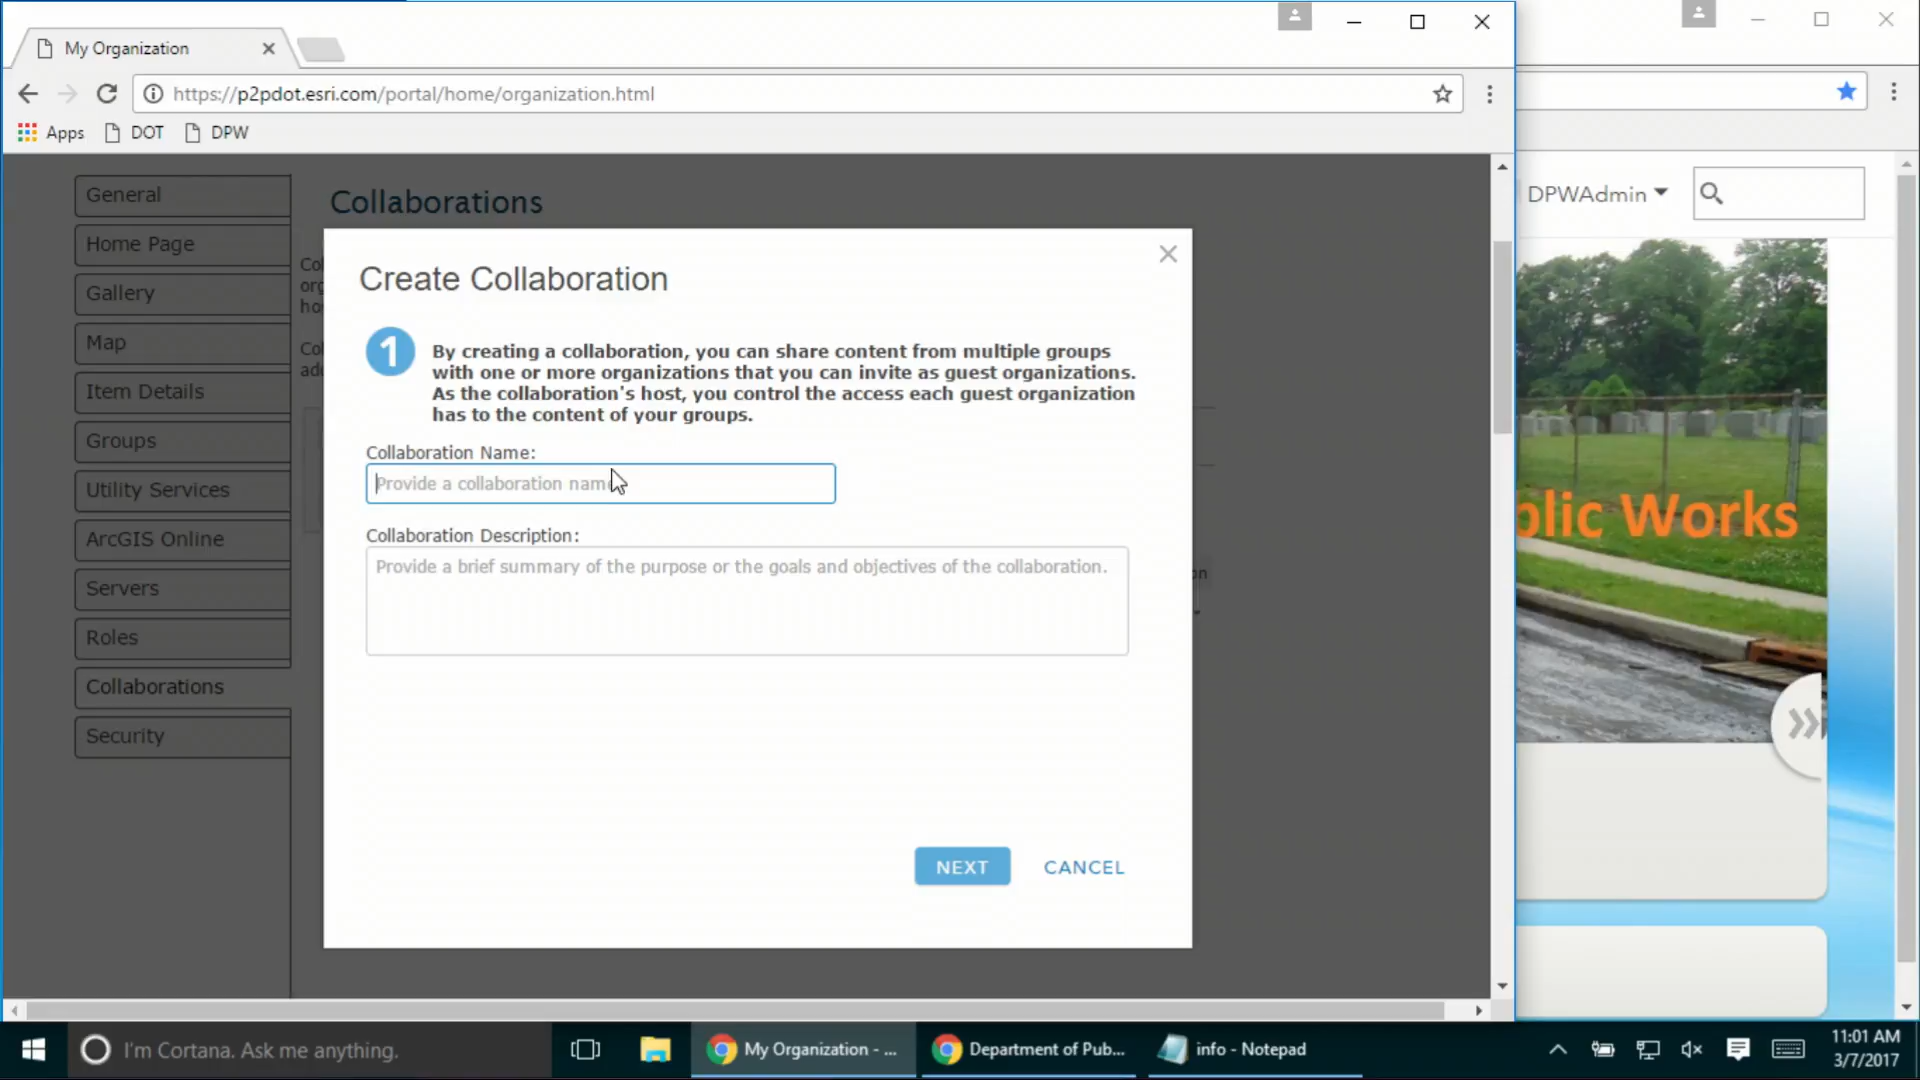 My Organization
https://p2pdot.esri.com/portal/home/organization.html
Apps
DOT
DPW
General
Home Page
Gallery
Map
Item Details
Groups
Utility Services
ArcGIS Online
Servers
Roles
Collaborations
Security
Collaborations
Create Collaboration
1
By creating a collaboration, you can share content from multiple groups
with one or more organizations that you can invite as guest organizations.
As the collaboration's host, you control the access each guest organization
has to the content of your groups.
Collaboration Name:
Provide a collaboration name
Collaboration Description:
Provide a brief summary of the purpose or the goals and objectives of the collaboration.
NEXT
CANCEL
DPWAdmin
blic Works
I'm Cortana. Ask me anything.
My Organization - ...
Department of Pub...
info - Notepad
11:01 AM
3/7/2017